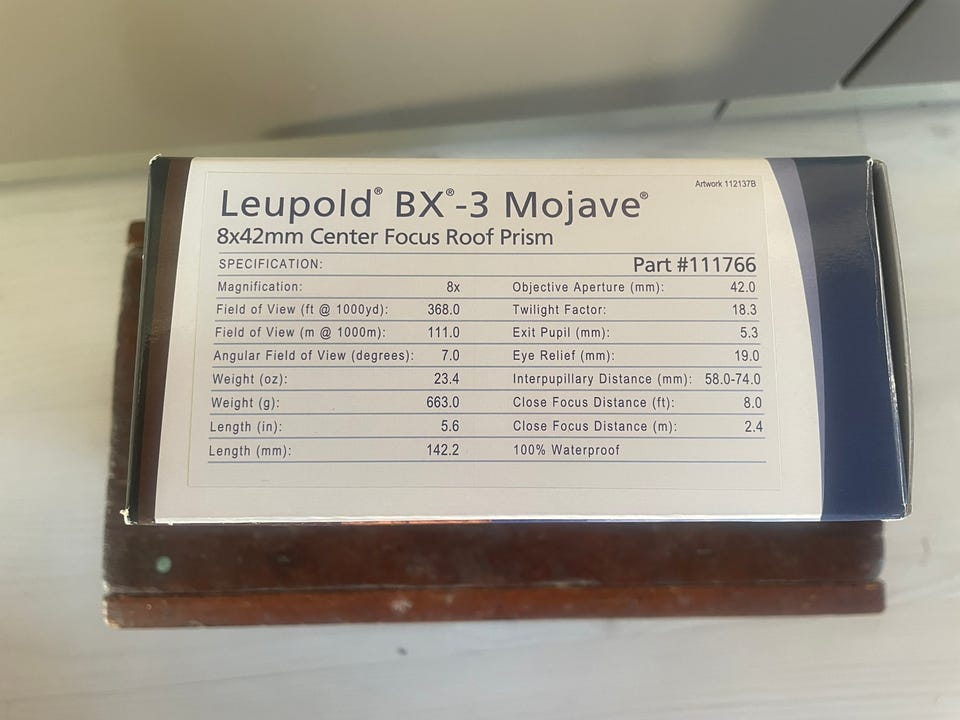 Artwork 112137B
Leupold® BX®-3 Mojave®
8x42mm Center Focus Roof Prism
SPECIFICATION: Part #111766
Magnification: 8x Objective Aperture (mm): 42.0
Field of View (ft @ 1000yd): 368.0 Twilight Factor: 18.3
Field of View (m @ 1000m): 111.0 Exit Pupil (mm): 5.3
Angular Field of View (degrees): 7.0 Eye Relief (mm): 19.0
Weight (oz): 23.4 Interpupillary Distance (mm): 58.0-74.0
Weight (g): 663.0 Close Focus Distance (ft): 8.0
Length (in): 5.6 Close Focus Distance (m): 2.4
Length (mm): 142.2 100% Waterproof